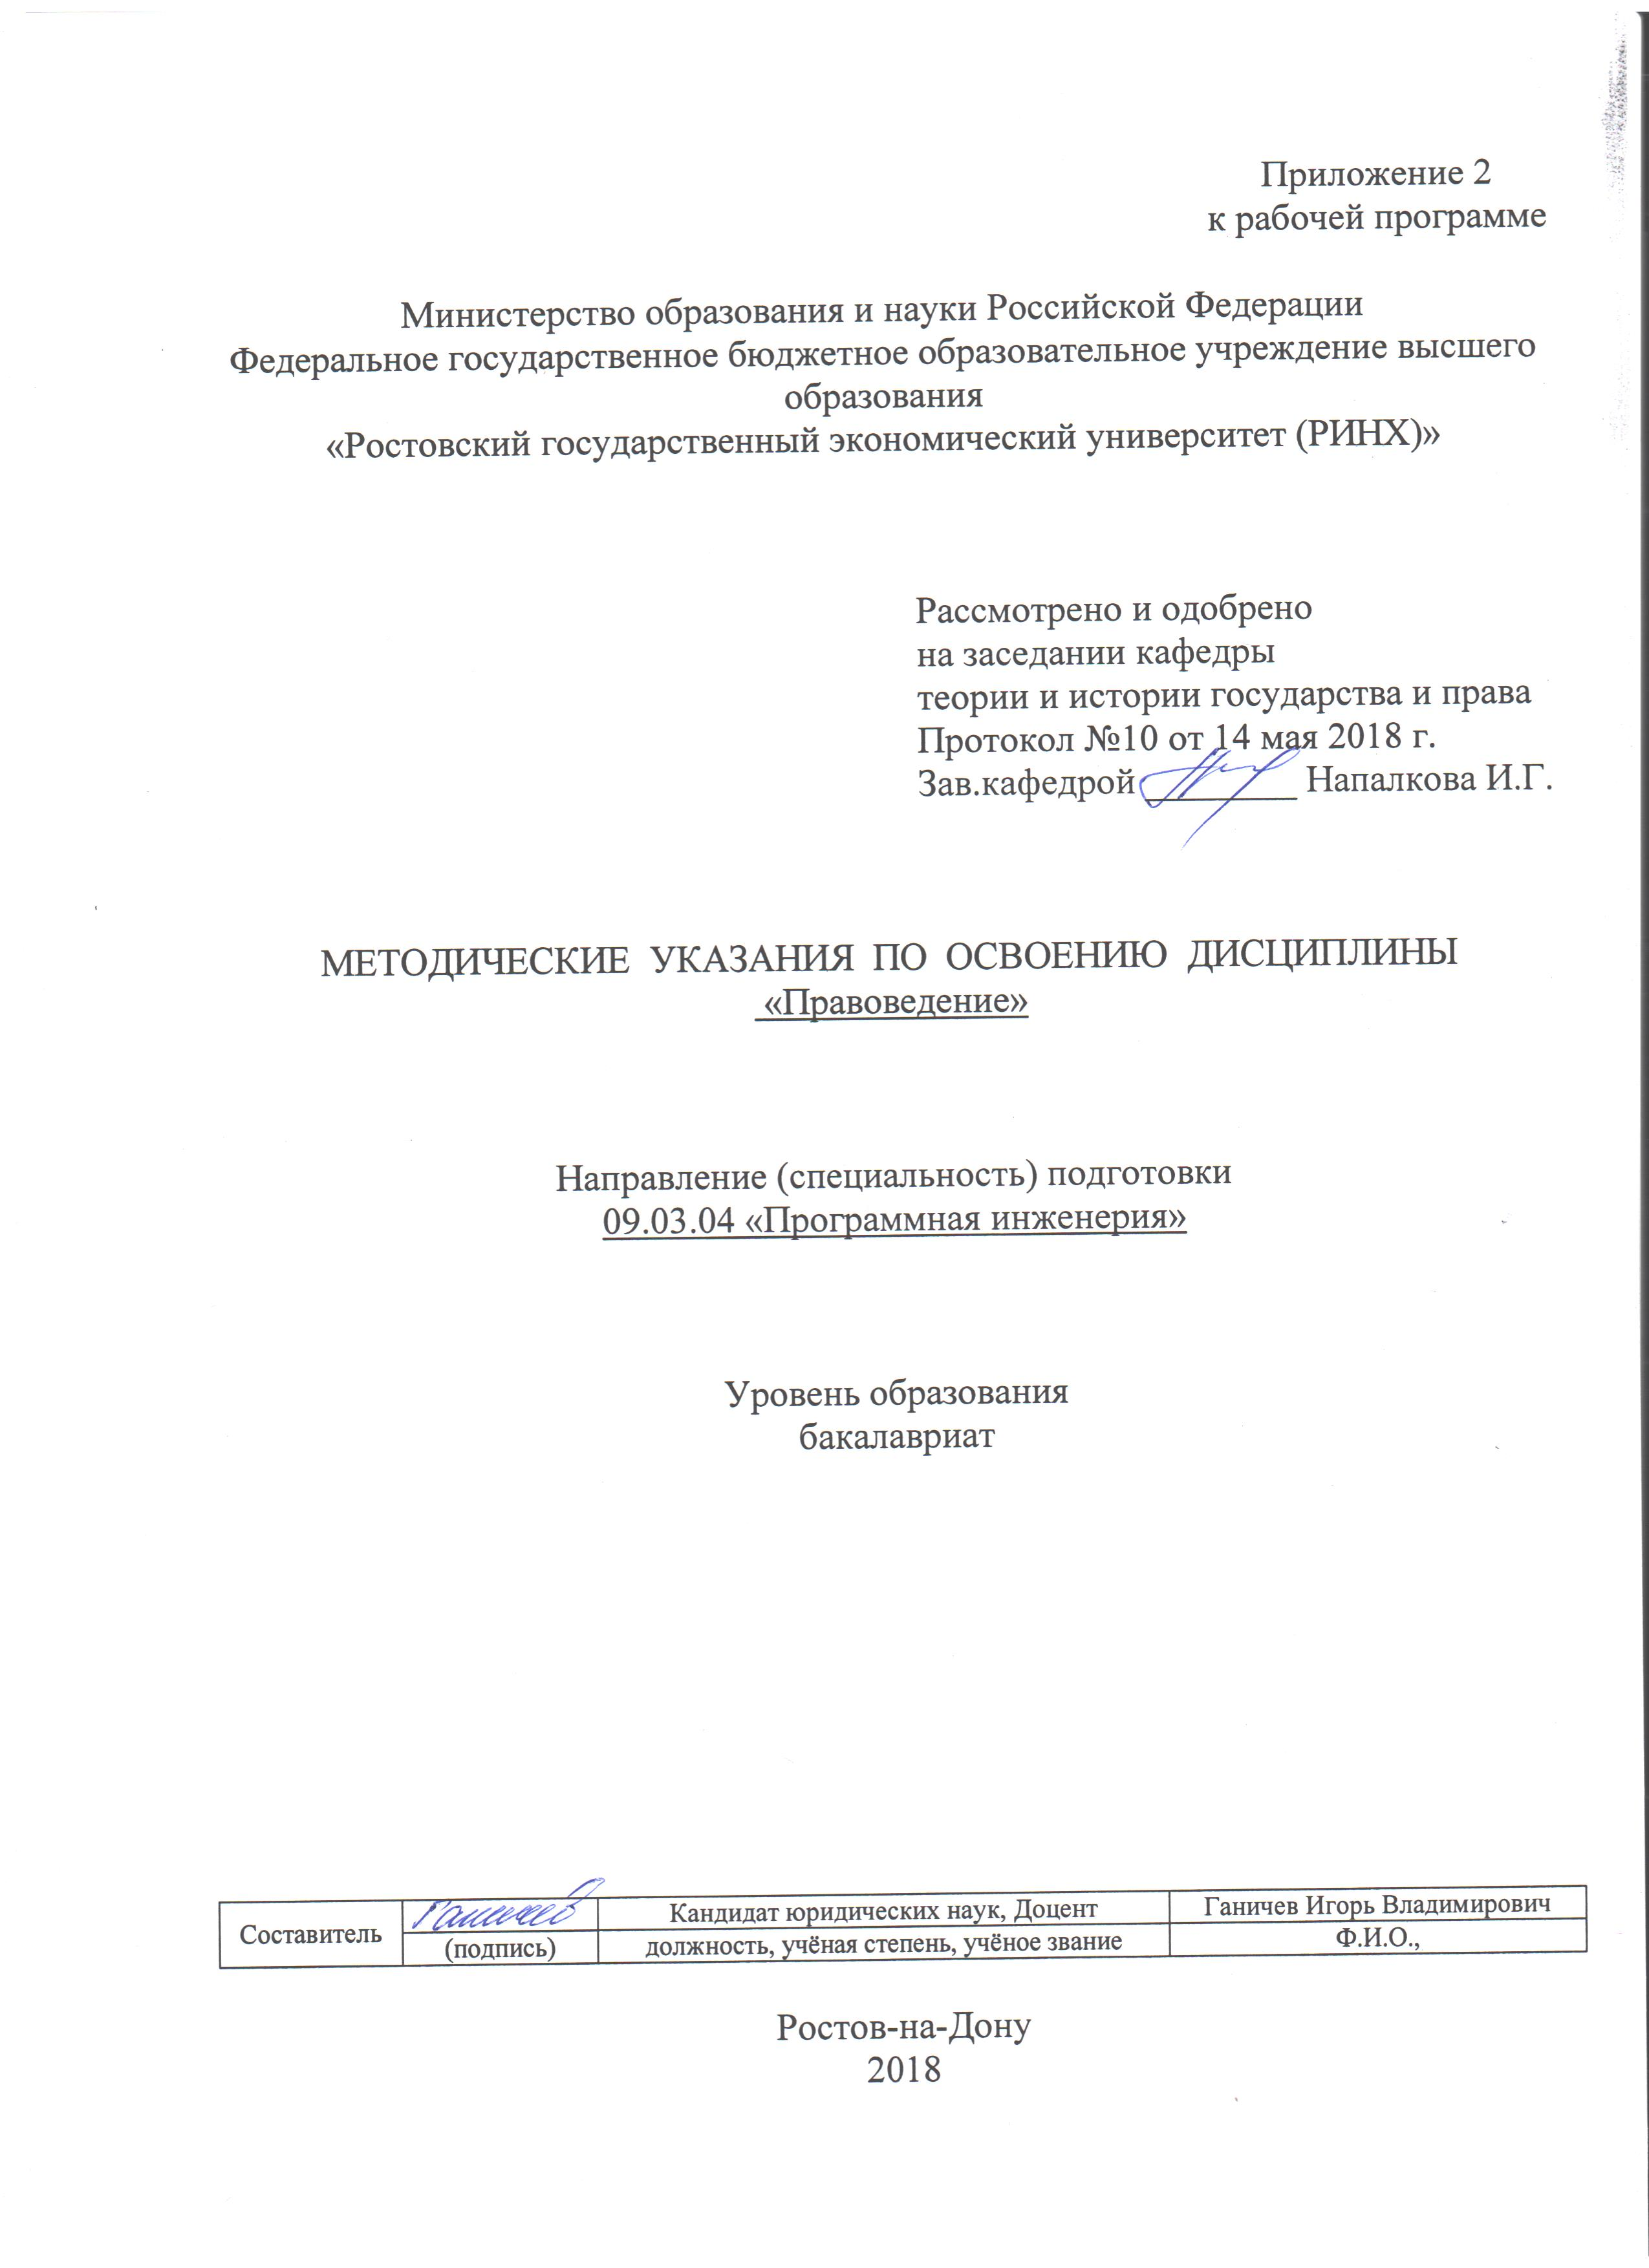 Приложение 2
к рабочей программе
Министерство образования и науки Российской Федерации
Федеральное государственное бюджетное образовательное учреждение высшего
образования
«Ростовский государственный экономический университет (РИНХ)»
Рассмотрено и одобрено
на заседании кафедры
теории и истории государства и права
Протокол №10 от 14 мая 2018 г.
Зав.кафедрой __________ Напалкова И.Г.
МЕТОДИЧЕСКИЕ УКАЗАНИЯ ПО ОСВОЕНИЮ ДИСЦИПЛИНЫ
«Правоведение»
Направление (специальность) подготовки
09.03.04 «Программная инженерия»
Уровень образования
бакалавриат
Составитель
Ганичев
Кандидат юридических наук, Доцент
Ганичев Игорь Владимирович
(подпись)
должность, учёная степень, учёное звание
Ф.И.О.,
Ростов-на-Дону
2018